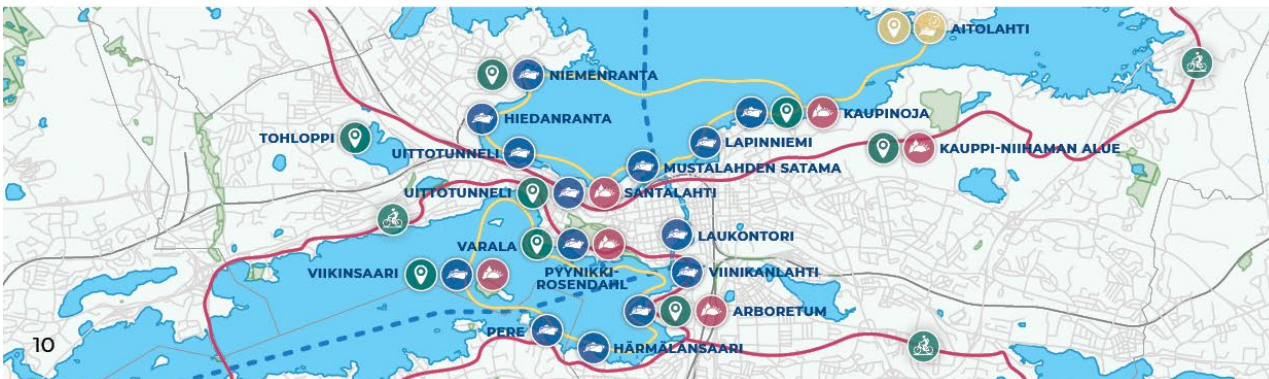 AITOLAHTI
NIEMENRANTA
HIEDANRANTA
KAUPINOJA
TOHLOPPI
LAPINNIEMI
KAUPPI-NIIHAMAN ALUE
UITTOTUNNELI
MUSTALAHDEN SATAMA
UITTOTUNNELI
SANTALAHTI
LAUKONTORI
VARALA
PYYNIKKI-
ROSENDAHL
VIINIKANLAHTI
VIIKINSAARI
ARBORETUM
PERE
HÄRMÄLANSAARI
10